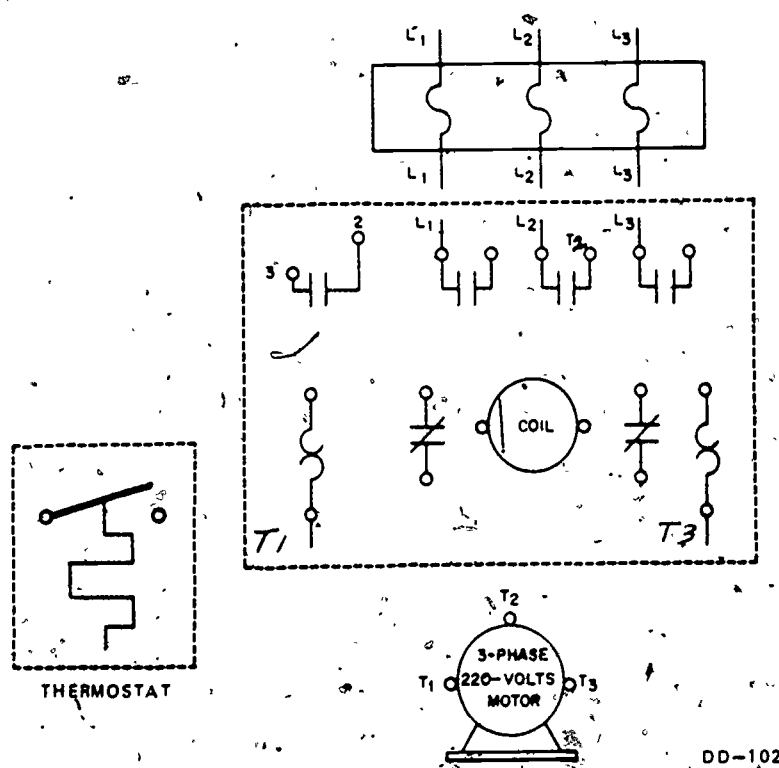 L1 L2 L3
L1 L2 L3
2 L1 L2 T2 L3
3
COIL
T1 T3
THERMOSTAT
T2
3-PHASE
T1 220-VOLTS T3
MOTOR
DD-102